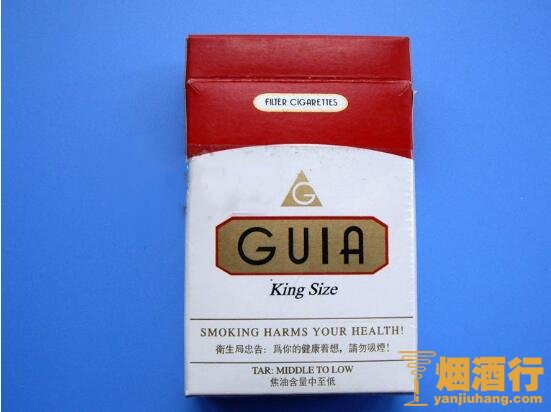 FILTER CIGARETTES
G
GUIA
King Size
SMOKING HARMS YOUR HEALTH!
衛生局忠告：爲你的健康着想，請勿吸煙！
TAR: MIDDLE TO LOW
焦油含量中至低
烟酒行
yanjiuhang.com